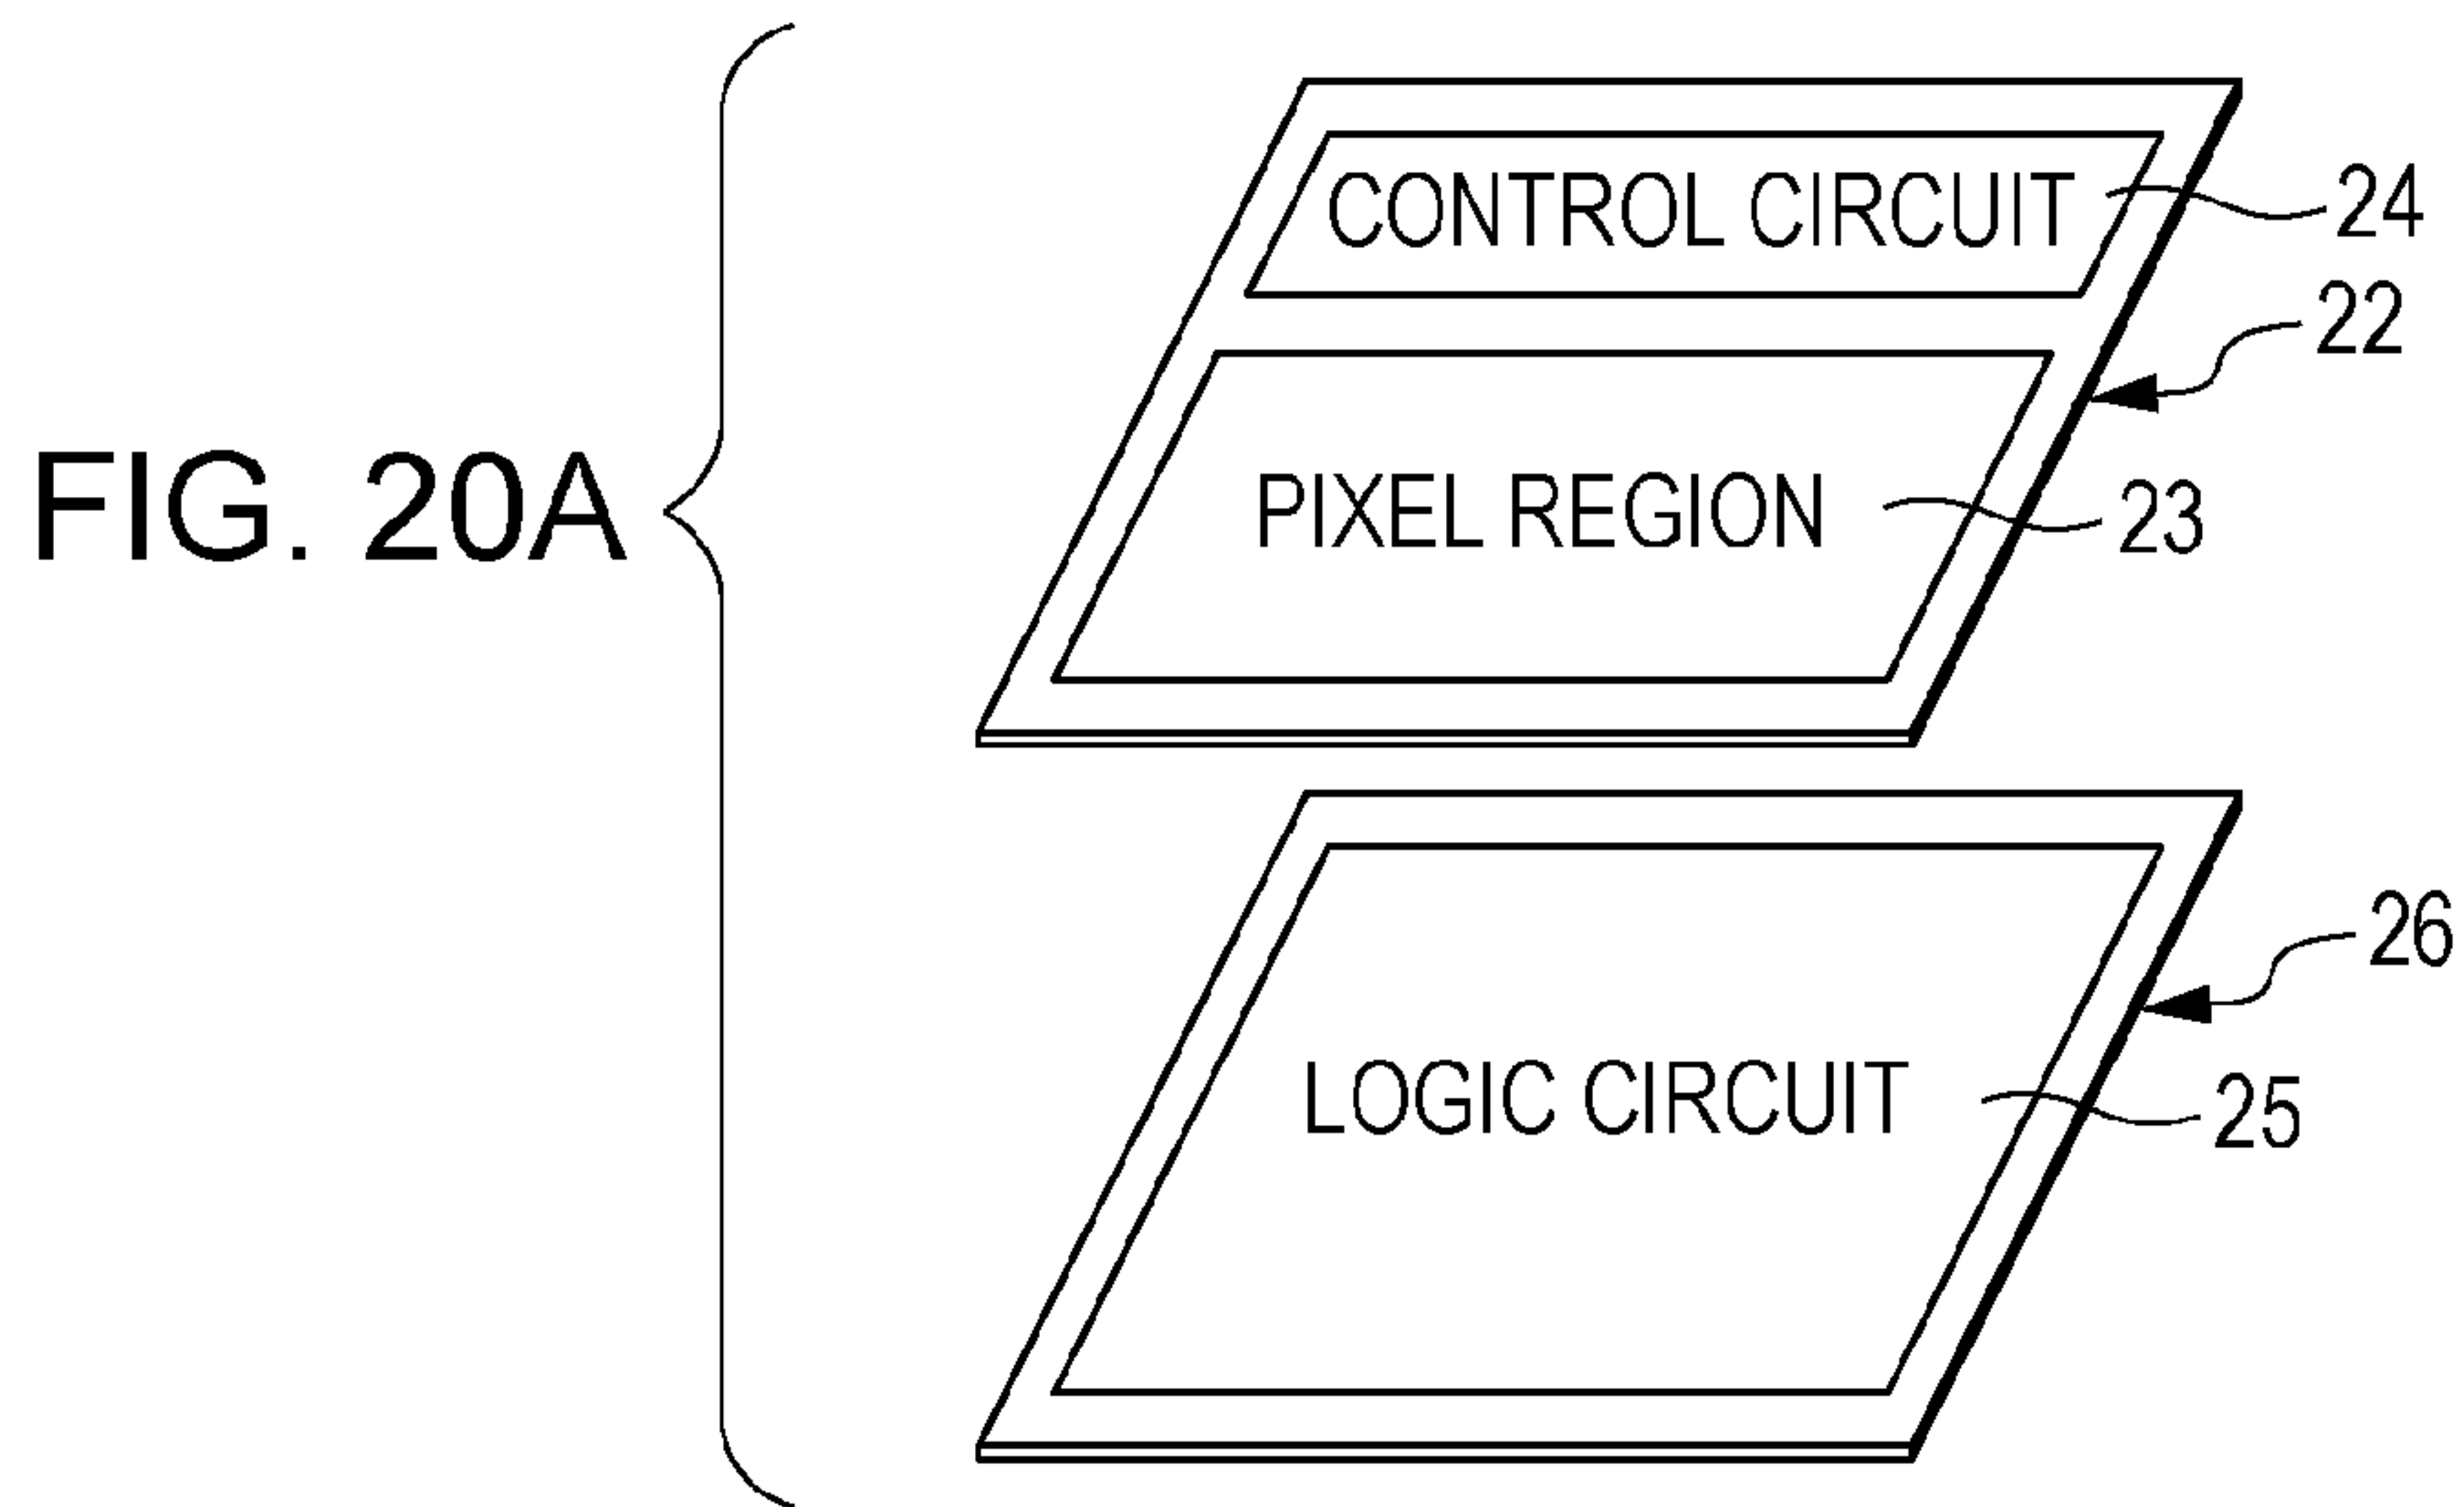 CONTROL CIRCUIT
24
22
FIG. 20A
PIXEL REGION
23
26
LOGIC CIRCUIT
25